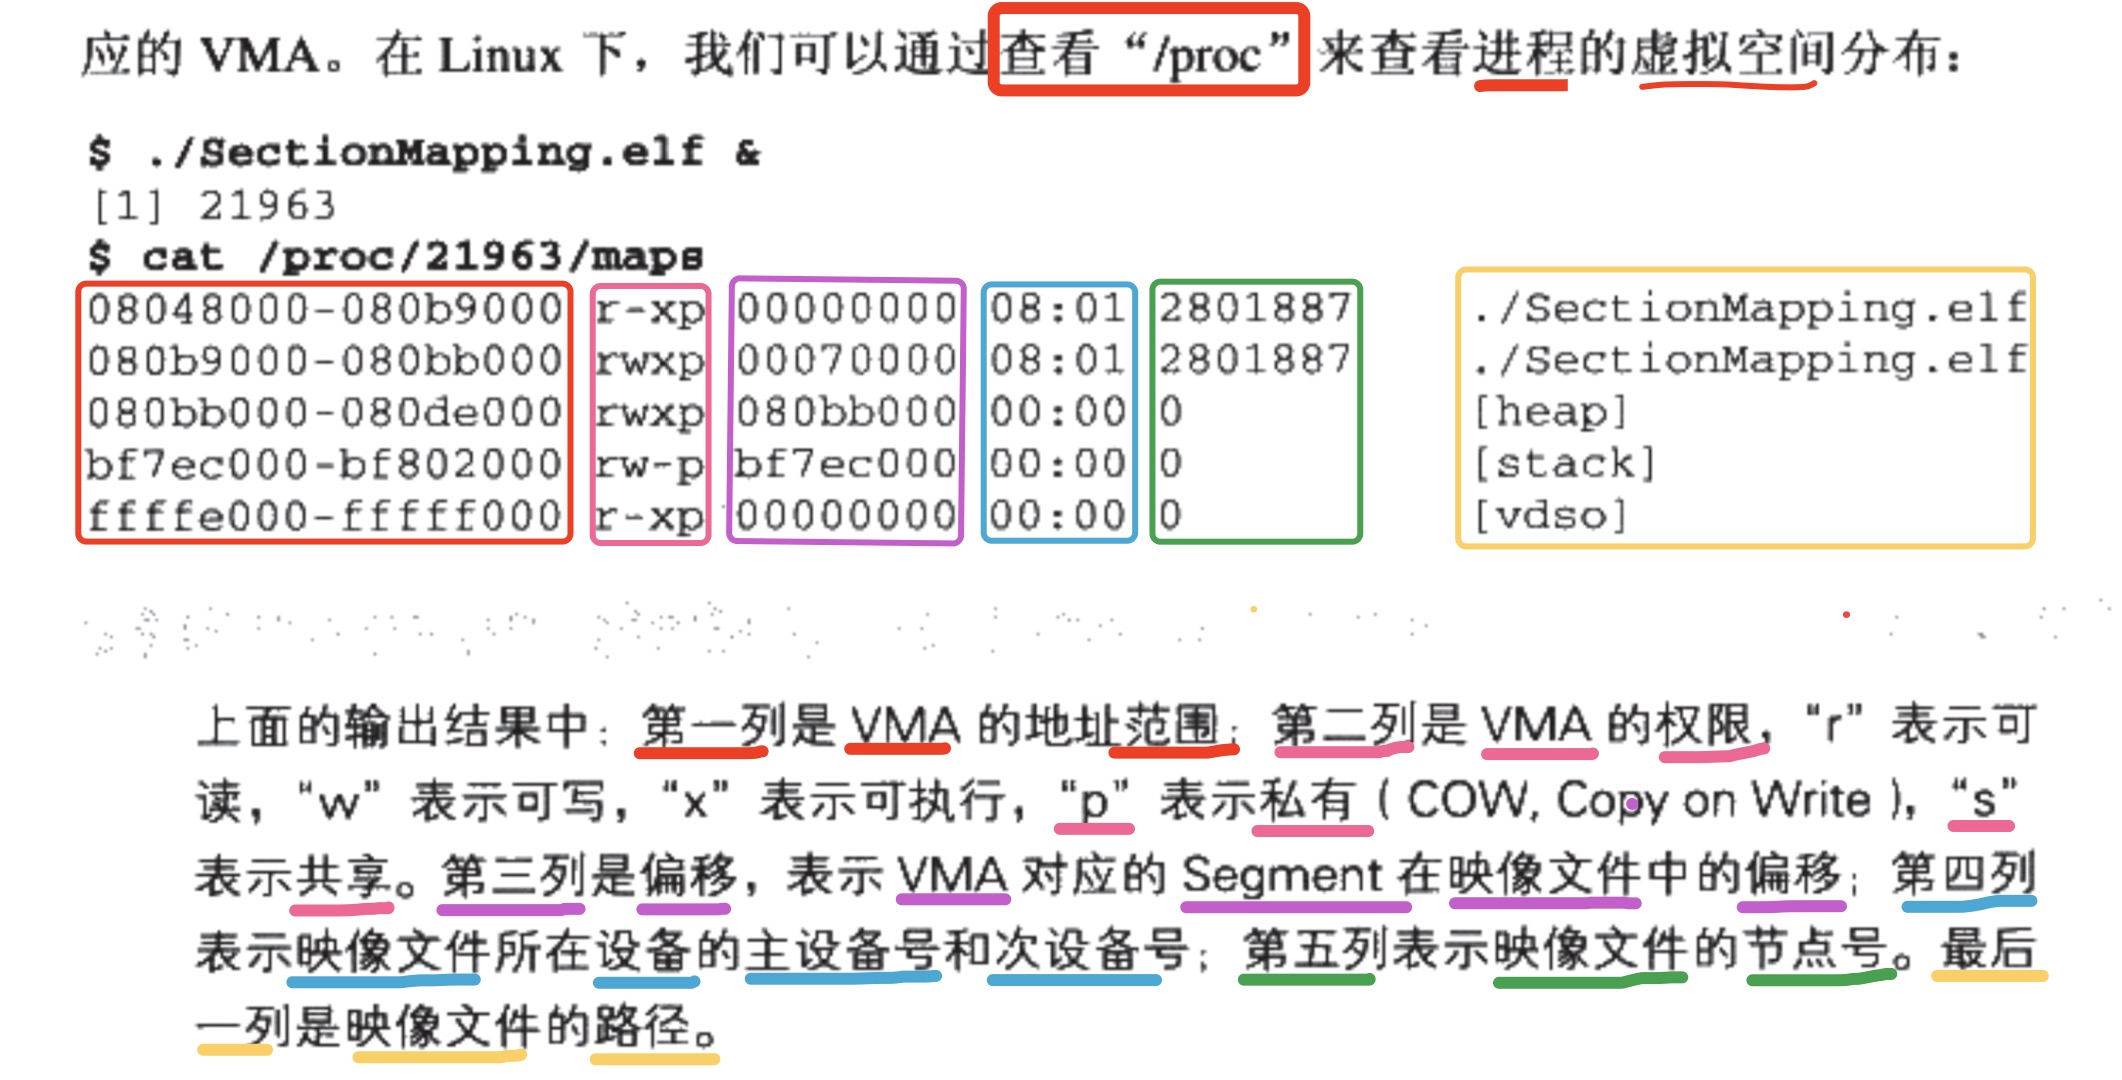 应的 VMA。在 Linux 下，我们可以通过查看“/proc”来查看进程的虚拟空间分布：
$ ./SectionMapping.elf &
[1] 21963
$ cat /proc/21963/maps
08048000-080b9000 r-xp 00000000 08:01 2801887 ./SectionMapping.elf
080b9000-080bb000 rwxp 00070000 08:01 2801887 ./SectionMapping.elf
080bb000-080de000 rwxp 080bb000 00:00 0 [heap]
bf7ec000-bf802000 rw-p bf7ec000 00:00 0 [stack]
ffffe000-fffff000 r-xp 00000000 00:00 0 [vdso]
上面的输出结果中：第一列是 VMA 的地址范围；第二列是 VMA 的权限，“r” 表示可
读，“w” 表示可写，“x” 表示可执行，“p” 表示私有（COW, Copy on Write），“s”
表示共享。第三列是偏移，表示 VMA 对应的 Segment 在映像文件中的偏移；第四列
表示映像文件所在设备的主设备号和次设备号；第五列表示映像文件的节点号。最后
一列是映像文件的路径。